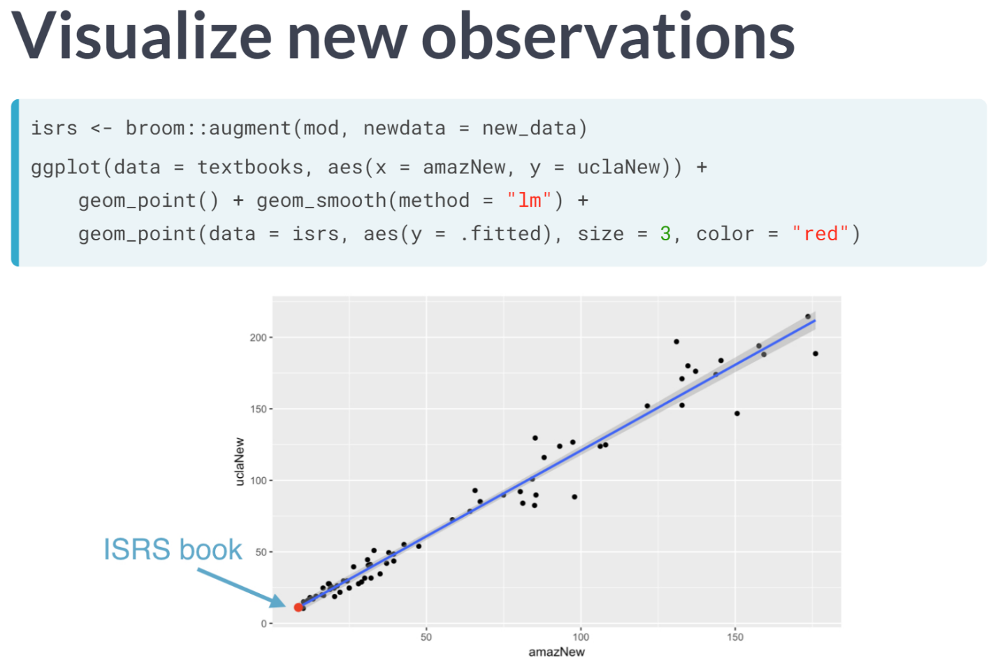 Visualize new observations
isrs <- broom::augment(mod, newdata = new_data)
ggplot(data = textbooks, aes(x = amazNew, y = uclaNew)) +
geom_point() + geom_smooth(method = "lm") +
geom_point(data = isrs, aes(y = .fitted), size = 3, color = "red")
200
150
uclaNew
100
ISRS book
50
0
50 100 150
amazNew